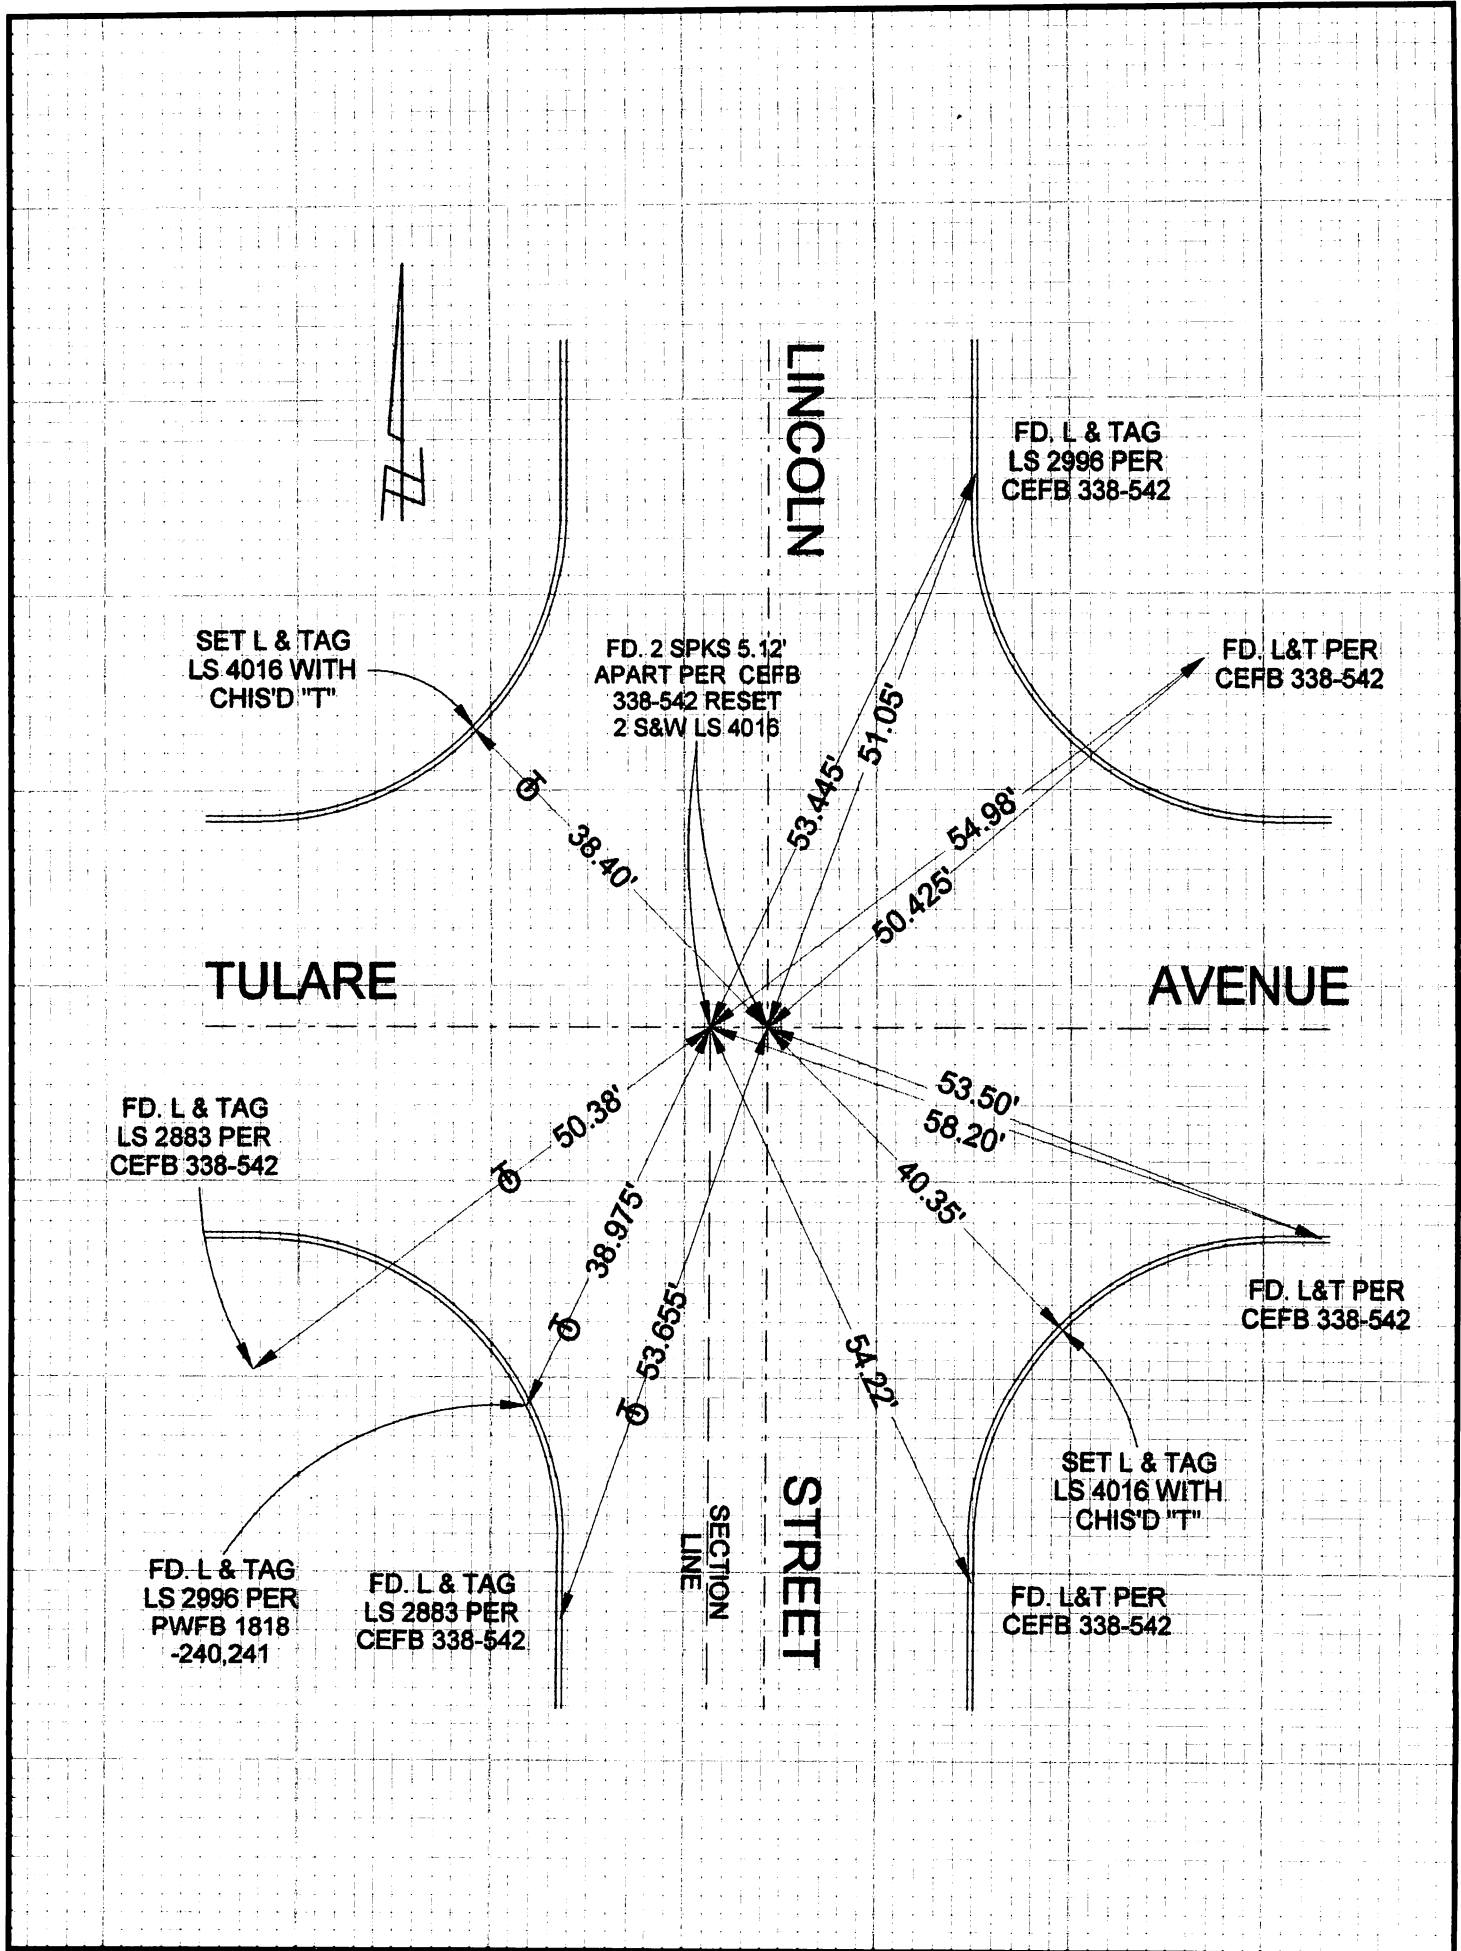 LINCOLN
FD. L & TAG
LS 2996 PER
CEFB 338-542
SET L & TAG
LS 4016 WITH
CHIS'D "T"
FD. 2 SPKS 5.12'
APART PER CEFB
338-542 RESET
2 S&W LS 4016
FD. L&T PER
CEFB 338-542
53.445'
51.05'
54.98'
50.425'
38.40'
TULARE
AVENUE
50.38'
38.975'
53.655'
53.50'
58.20'
40.35'
54.22'
FD. L & TAG
LS 2883 PER
CEFB 338-542
FD. L&T PER
CEFB 338-542
SET L & TAG
LS 4016 WITH
CHIS'D "T"
STREET
SECTION
LINE
FD. L & TAG
LS 2996 PER
PWFB 1818
-240,241
FD. L & TAG
LS 2883 PER
CEFB 338-542
FD. L&T PER
CEFB 338-542